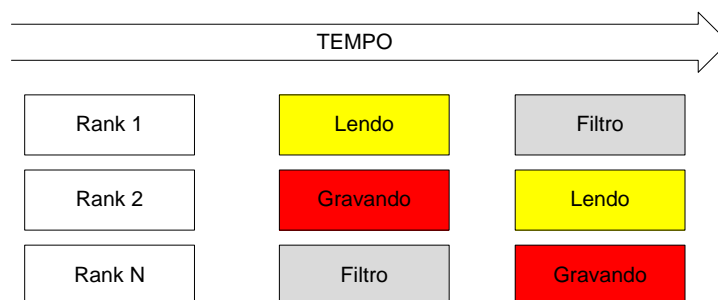 TEMPO
Rank 1 Lendo Filtro
Rank 2 Gravando Lendo
Rank N Filtro Gravando